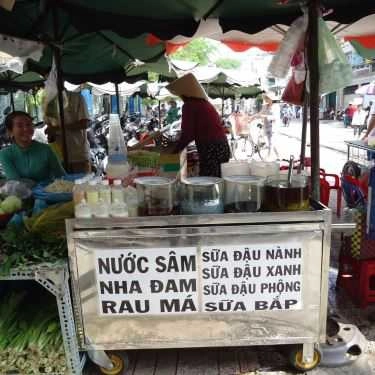 NƯỚC SÂM
NHA ĐAM
RAU MÁ
SỮA ĐẬU NÀNH
SỮA ĐẬU XANH
SỮA ĐẬU PHỘNG
SỮA BẮP